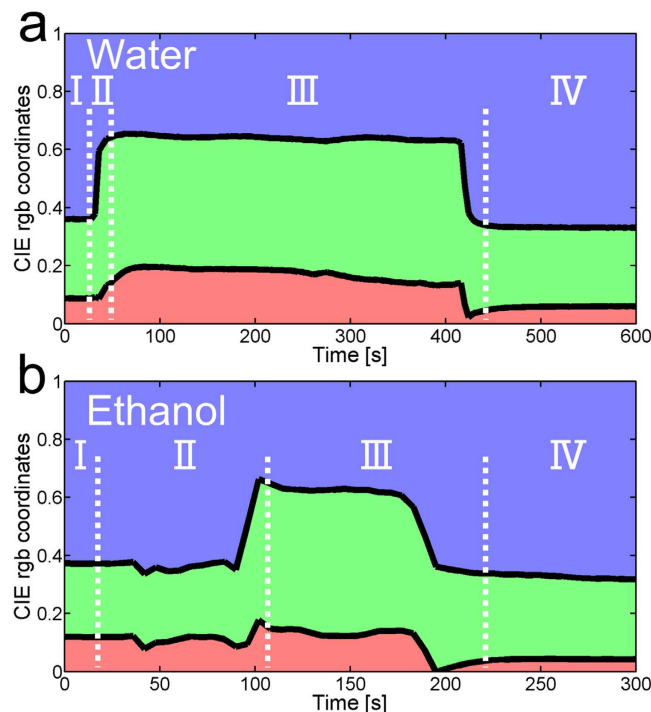 a
Water
I II III IV
CIE rgb coordinates
1
0.8
0.6
0.4
0.2
0
0 100 200 300 400 500 600
Time [s]
b
Ethanol
I II III IV
CIE rgb coordinates
1
0.8
0.6
0.4
0.2
0
0 50 100 150 200 250 300
Time [s]